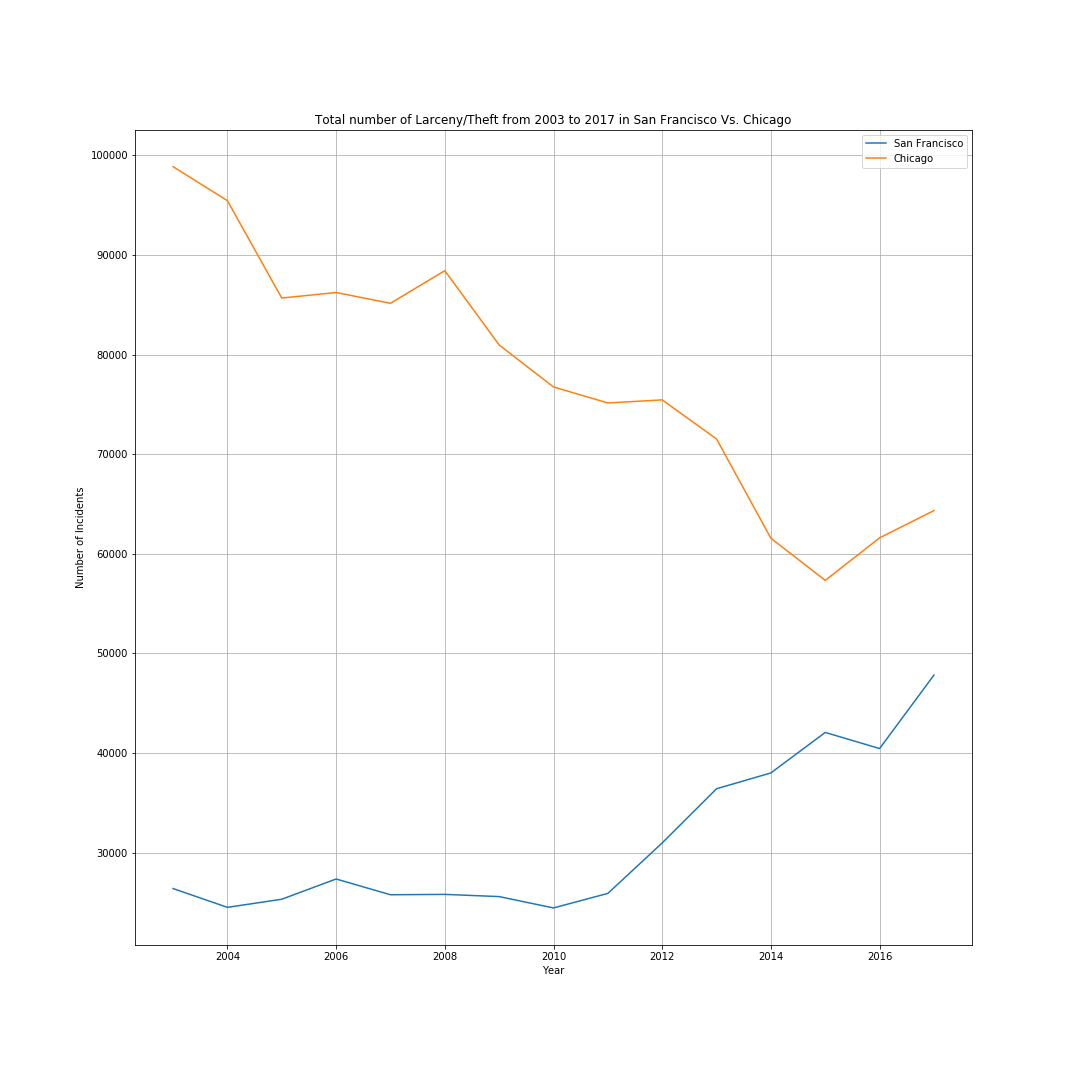 Total number of Larceny/Theft from 2003 to 2017 in San Francisco Vs. Chicago
San Francisco
Chicago
100000
90000
80000
70000
60000
50000
40000
30000
Number of Incidents
2004 2006 2008 2010 2012 2014 2016
Year